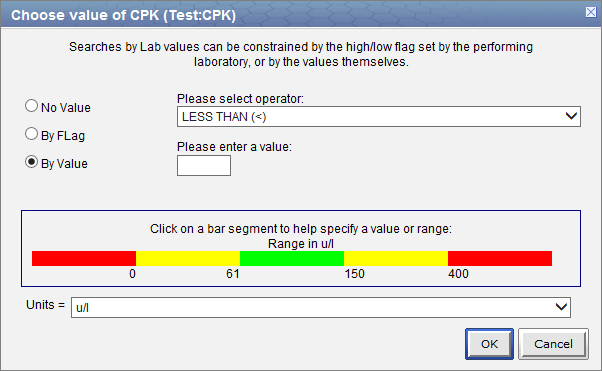 Choose value of CPK (Test:CPK)
Searches by Lab values can be constrained by the high/low flag set by the performing
laboratory, or by the values themselves.
No Value
By FLag
By Value
Please select operator:
LESS THAN (<)
Please enter a value:
Click on a bar segment to help specify a value or range:
Range in u/l
0 61 150 400
Units = u/l
OK Cancel